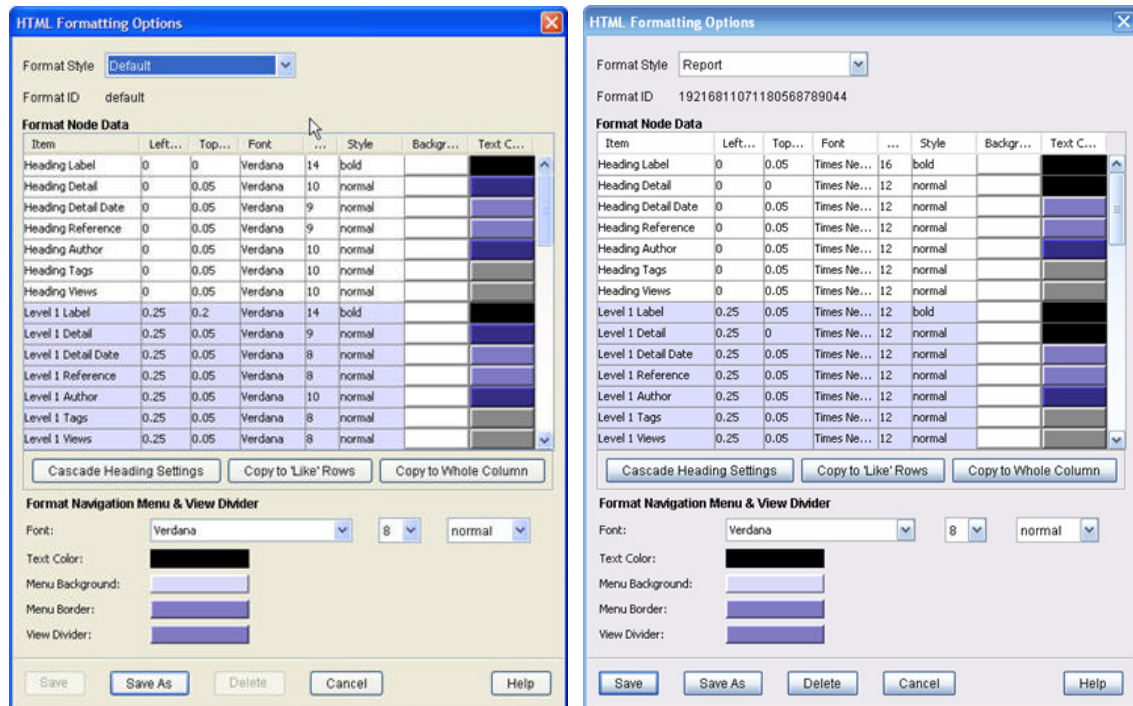 HTML Formatting Options
Format Style Default
Format ID default
Format Node Data
Item Left... Top... Font ... Style Backgr... Text C...
Heading Label 0 0 Verdana 14 bold
Heading Detail 0 0.05 Verdana 10 normal
Heading Detail Date 0 0.05 Verdana 9 normal
Heading Reference 0 0.05 Verdana 9 normal
Heading Author 0 0.05 Verdana 10 normal
Heading Tags 0 0.05 Verdana 10 normal
Heading Views 0 0.05 Verdana 10 normal
Level 1 Label 0.25 0.2 Verdana 14 bold
Level 1 Detail 0.25 0.05 Verdana 9 normal
Level 1 Detail Date 0.25 0.05 Verdana 8 normal
Level 1 Reference 0.25 0.05 Verdana 8 normal
Level 1 Author 0.25 0.05 Verdana 10 normal
Level 1 Tags 0.25 0.05 Verdana 8 normal
Level 1 Views 0.25 0.05 Verdana 8 normal
Cascade Heading Settings Copy to 'Like' Rows Copy to Whole Column
Format Navigation Menu & View Divider
Font: Verdana 8 normal
Text Color:
Menu Background:
Menu Border:
View Divider:
Save Save As Delete Cancel Help
HTML Formatting Options
Format Style Report
Format ID 19216811071180568789044
Format Node Data
Item Left... Top... Font ... Style Backgr... Text C...
Heading Label 0 0.05 Times Ne... 16 bold
Heading Detail 0 0 Times Ne... 12 normal
Heading Detail Date 0 0.05 Times Ne... 12 normal
Heading Reference 0 0.05 Times Ne... 12 normal
Heading Author 0 0.05 Times Ne... 12 normal
Heading Tags 0 0.05 Times Ne... 12 normal
Heading Views 0 0.05 Times Ne... 12 normal
Level 1 Label 0.25 0.05 Times Ne... 12 bold
Level 1 Detail 0.25 0 Times Ne... 12 normal
Level 1 Detail Date 0.25 0.05 Times Ne... 12 normal
Level 1 Reference 0.25 0.05 Times Ne... 12 normal
Level 1 Author 0.25 0.05 Times Ne... 12 normal
Level 1 Tags 0.25 0.05 Times Ne... 12 normal
Level 1 Views 0.25 0.05 Times Ne... 12 normal
Cascade Heading Settings Copy to 'Like' Rows Copy to Whole Column
Format Navigation Menu & View Divider
Font: Verdana 8 normal
Text Color:
Menu Background:
Menu Border:
View Divider:
Save Save As Delete Cancel Help